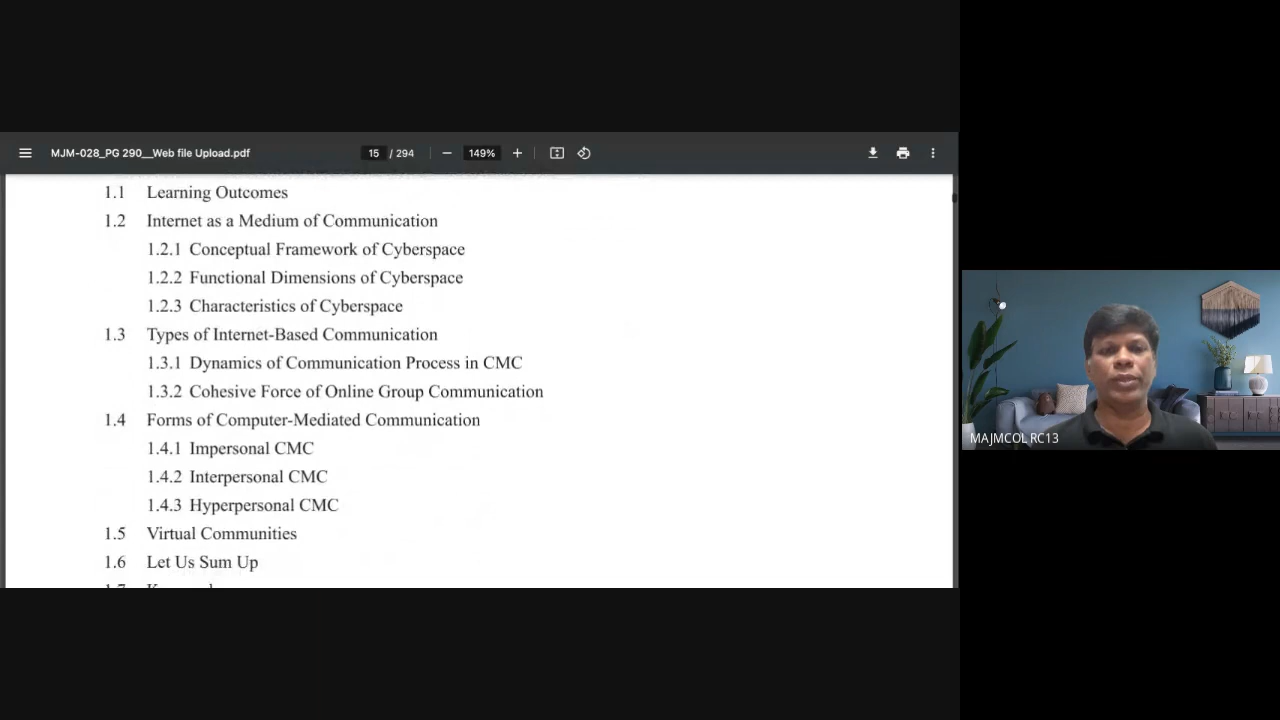 MJM-028_PG 290__Web file Upload.pdf
15 / 294
149%
1.1 Learning Outcomes
1.2 Internet as a Medium of Communication
1.2.1 Conceptual Framework of Cyberspace
1.2.2 Functional Dimensions of Cyberspace
1.2.3 Characteristics of Cyberspace
1.3 Types of Internet-Based Communication
1.3.1 Dynamics of Communication Process in CMC
1.3.2 Cohesive Force of Online Group Communication
1.4 Forms of Computer-Mediated Communication
1.4.1 Impersonal CMC
1.4.2 Interpersonal CMC
1.4.3 Hyperpersonal CMC
1.5 Virtual Communities
1.6 Let Us Sum Up
1.7
MAJMCOL RC13